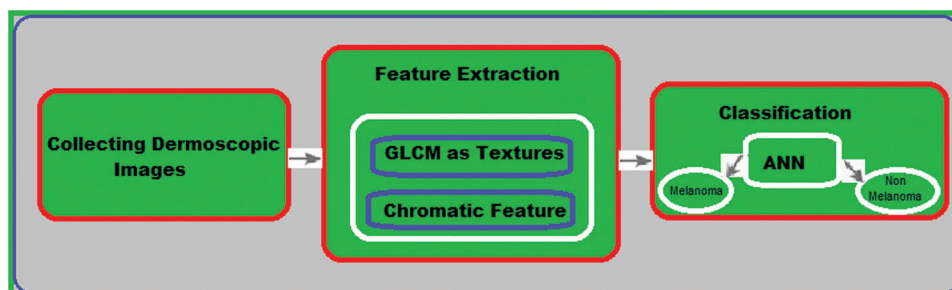 Collecting Dermoscopic
Images
Feature Extraction
GLCM as Textures
Chromatic Feature
Classification
ANN
Melanoma
Non
Melanoma